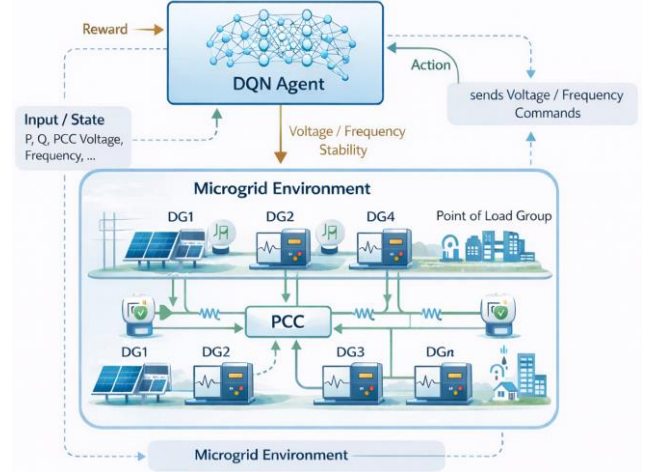 Reward
DQN Agent
Action
sends Voltage / Frequency
Commands
Input / State
P, Q, PCC Voltage,
Frequency, ...
Voltage / Frequency
Stability
Microgrid Environment
DG1
DG2
DG4
Point of Load Group
PCC
DG1
DG2
DG3
DGn
Microgrid Environment